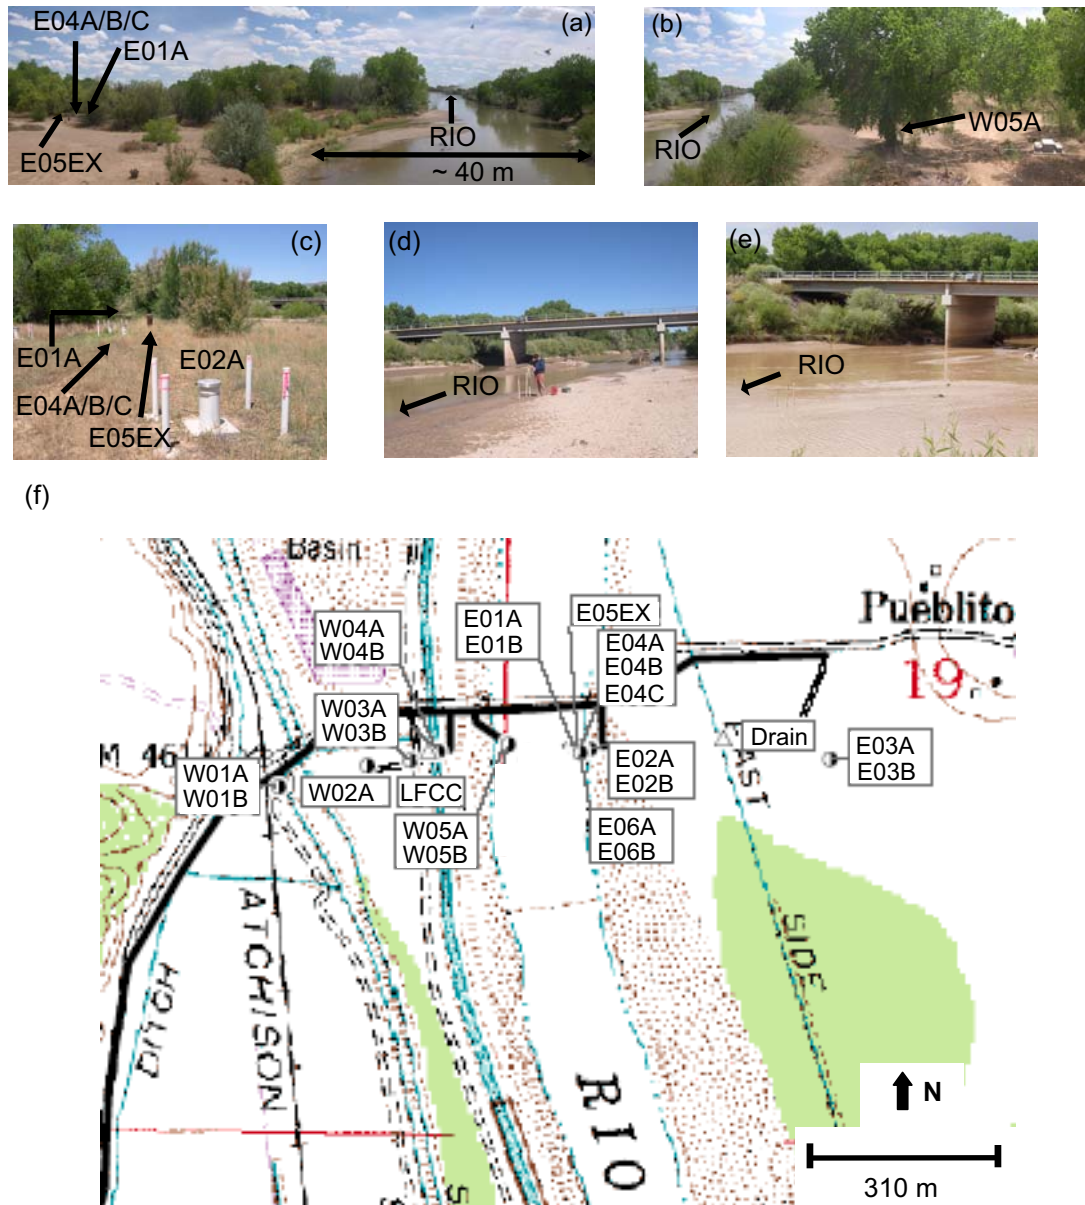 E04A/B/C
E01A
(a)
RIO
E05EX
~ 40 m
(b)
RIO
W05A
(c)
E01A
E02A
E04A/B/C
E05EX
(d)
RIO
(e)
RIO
(f)
Basin
Pueblito
19
E05EX
E01A
E01B
W04A
W04B
E04A
E04B
E04C
W03A
W03B
Drain
E03A
E03B
E02A
E02B
M 461
W01A
W01B
W02A
LFCC
W05A
W05B
E06A
E06B
EAST
SIDE
DITCH
ATCHISON
RIO
N
310 m